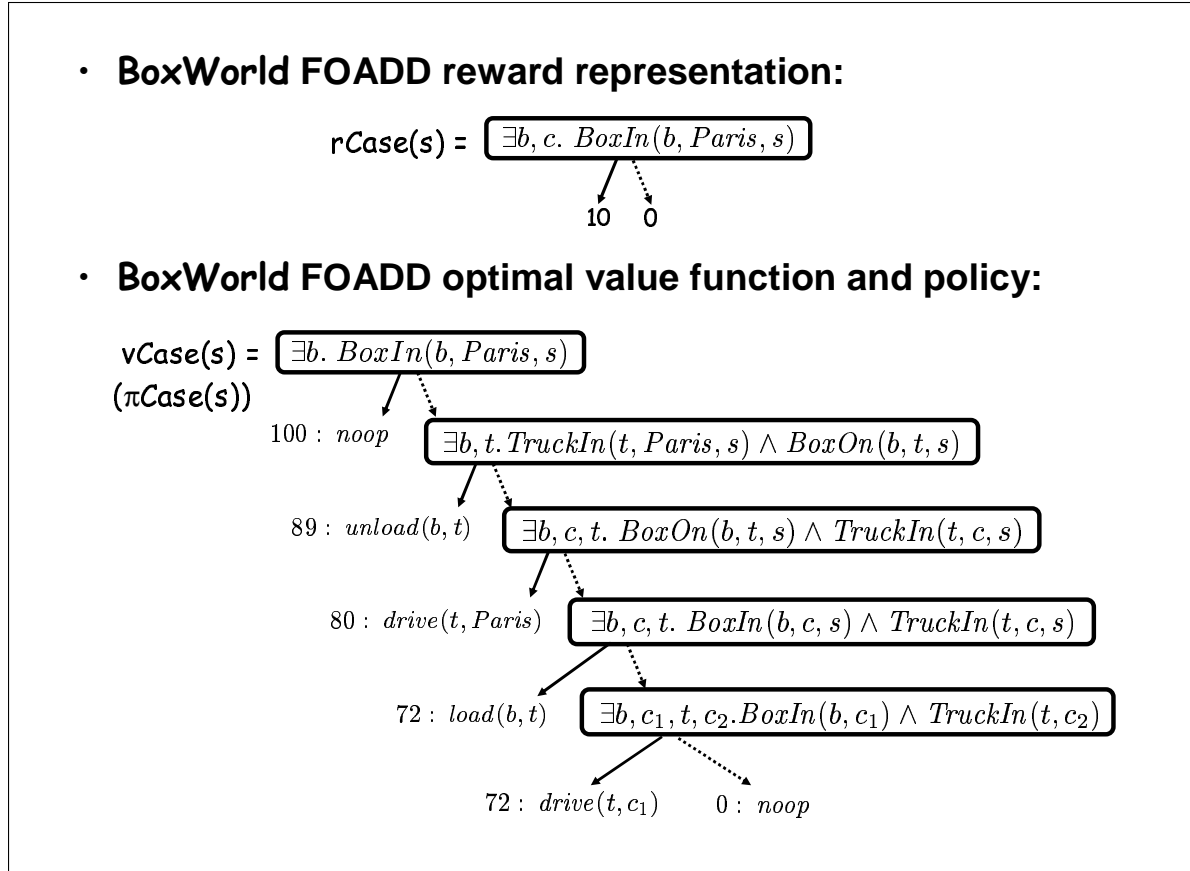 · BoxWorld FOADD reward representation:
rCase(s) = ∃b, c. BoxIn(b, Paris, s)
10 0
· BoxWorld FOADD optimal value function and policy:
vCase(s) = ∃b. BoxIn(b, Paris, s)
(πCase(s))
100 : noop ∃b, t. TruckIn(t, Paris, s) ∧ BoxOn(b, t, s)
89 : unload(b, t) ∃b, c, t. BoxOn(b, t, s) ∧ TruckIn(t, c, s)
80 : drive(t, Paris) ∃b, c, t. BoxIn(b, c, s) ∧ TruckIn(t, c, s)
72 : load(b, t) ∃b, c₁, t, c₂.BoxIn(b, c₁) ∧ TruckIn(t, c₂)
72 : drive(t, c₁) 0 : noop